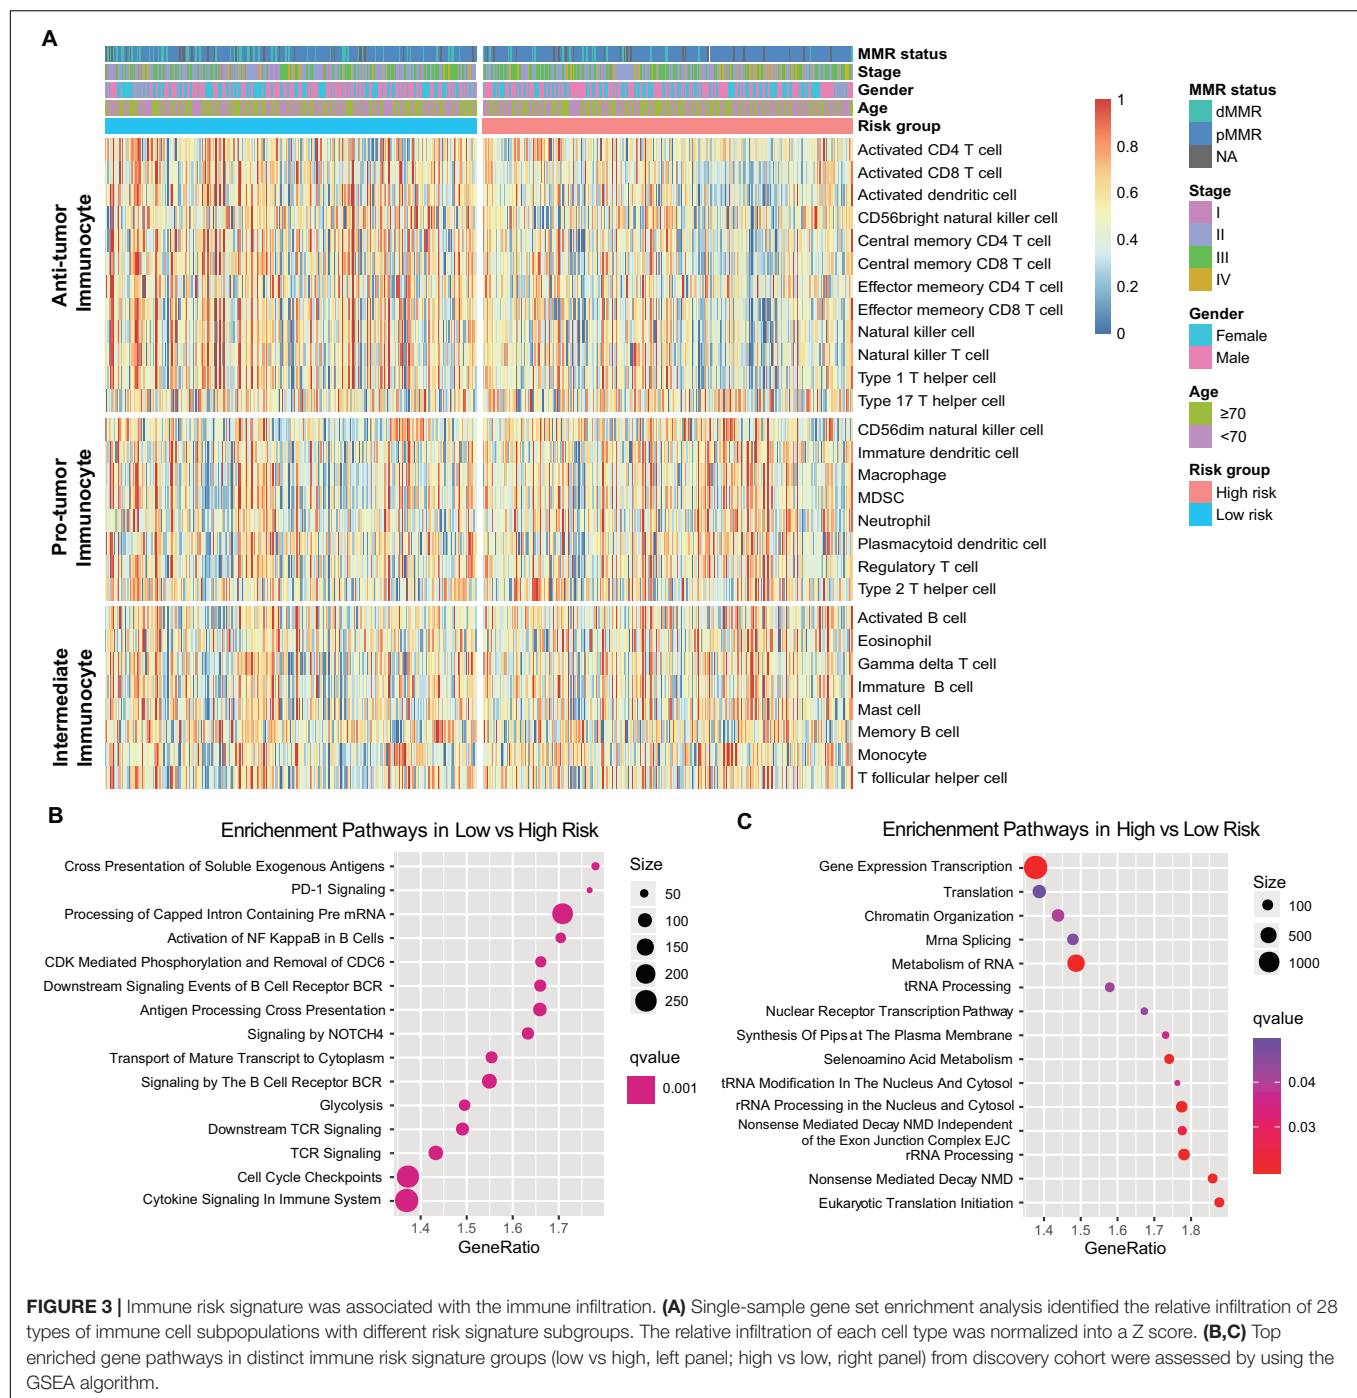 A
MMR status
Stage
Gender
Age
Risk group
Anti-tumor
Immunocyte
Activated CD4 T cell
Activated CD8 T cell
Activated dendritic cell
CD56bright natural killer cell
Central memory CD4 T cell
Central memory CD8 T cell
Effector memeory CD4 T cell
Effector memeory CD8 T cell
Natural killer cell
Natural killer T cell
Type 1 T helper cell
Type 17 T helper cell
Pro-tumor
Immunocyte
CD56dim natural killer cell
Immature dendritic cell
Macrophage
MDSC
Neutrophil
Plasmacytoid dendritic cell
Regulatory T cell
Type 2 T helper cell
Intermediate
Immunocyte
Activated B cell
Eosinophil
Gamma delta T cell
Immature B cell
Mast cell
Memory B cell
Monocyte
T follicular helper cell
1
0.8
0.6
0.4
0.2
0
MMR status
dMMR
pMMR
NA
Stage
I
II
III
IV
Gender
Female
Male
Age
≥70
<70
Risk group
High risk
Low risk
B
Enrichenment Pathways in Low vs High Risk
Cross Presentation of Soluble Exogenous Antigens
PD-1 Signaling
Processing of Capped Intron Containing Pre mRNA
Activation of NF KappaB in B Cells
CDK Mediated Phosphorylation and Removal of CDC6
Downstream Signaling Events of B Cell Receptor BCR
Antigen Processing Cross Presentation
Signaling by NOTCH4
Transport of Mature Transcript to Cytoplasm
Signaling by The B Cell Receptor BCR
Glycolysis
Downstream TCR Signaling
TCR Signaling
Cell Cycle Checkpoints
Cytokine Signaling In Immune System
1.4 1.5 1.6 1.7
GeneRatio
Size
50
100
150
200
250
qvalue
0.001
C
Enrichenment Pathways in High vs Low Risk
Gene Expression Transcription
Translation
Chromatin Organization
Mrna Splicing
Metabolism of RNA
tRNA Processing
Nuclear Receptor Transcription Pathway
Synthesis Of Pips at The Plasma Membrane
Selenoamino Acid Metabolism
tRNA Modification In The Nucleus And Cytosol
rRNA Processing in the Nucleus and Cytosol
Nonsense Mediated Decay NMD Independent
of the Exon Junction Complex EJC
rRNA Processing
Nonsense Mediated Decay NMD
Eukaryotic Translation Initiation
1.4 1.5 1.6 1.7 1.8
GeneRatio
Size
100
500
1000
qvalue
0.04
0.03
FIGURE 3 | Immune risk signature was associated with the immune infiltration. (A) Single-sample gene set enrichment analysis identified the relative infiltration of 28
types of immune cell subpopulations with different risk signature subgroups. The relative infiltration of each cell type was normalized into a Z score. (B,C) Top
enriched gene pathways in distinct immune risk signature groups (low vs high, left panel; high vs low, right panel) from discovery cohort were assessed by using the
GSEA algorithm.